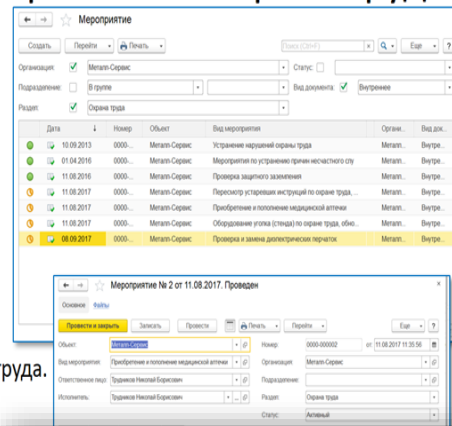 Мероприятие
Создать Перейти Печать Поиск (Ctrl+F) Еще ?
Организация: Металл-Сервис Статус:
Подразделение: В группе Вид документа: Внутреннее
Раздел: Охрана труда
Дата Номер Объект Вид мероприятия Органи... Вид док...
10.09.2013 0000-... Металл-Сервис Устранение нарушений охраны труда Металл... Внутре...
01.04.2016 0000-... Металл-Сервис Мероприятия по устранению причин несчастного слу Металл... Внутре...
11.08.2016 0000-... Металл-Сервис Проверка защитного заземления Металл... Внутре...
11.08.2017 0000-... Металл-Сервис Пересмотр устаревших инструкций по охране труда, ... Металл... Внутре...
11.08.2017 0000-... Металл-Сервис Приобретение и пополнение медицинской аптечки Металл... Внутре...
11.08.2017 0000-... Металл-Сервис Оборудование уголка (стенда) по охране труда, обно... Металл... Внутре...
08.09.2017 0000-... Металл-Сервис Проверка и замена диэлектрических перчаток Металл... Внутре...
Мероприятие № 2 от 11.08.2017. Проведен
Основное Файлы
Провести и закрыть Записать Провести Печать Перейти Еще ?
Объект: Металл-Сервис Номер: 0000-000002 от: 11.08.2017 11:35:56
Вид мероприятия: Приобретение и пополнение медицинской аптечки Организация: Металл-Сервис
труда.
Ответственное лицо: Трудников Николай Борисович Подразделение:
Исполнитель: Трудников Николай Борисович Раздел: Охрана труда
Статус: Активный